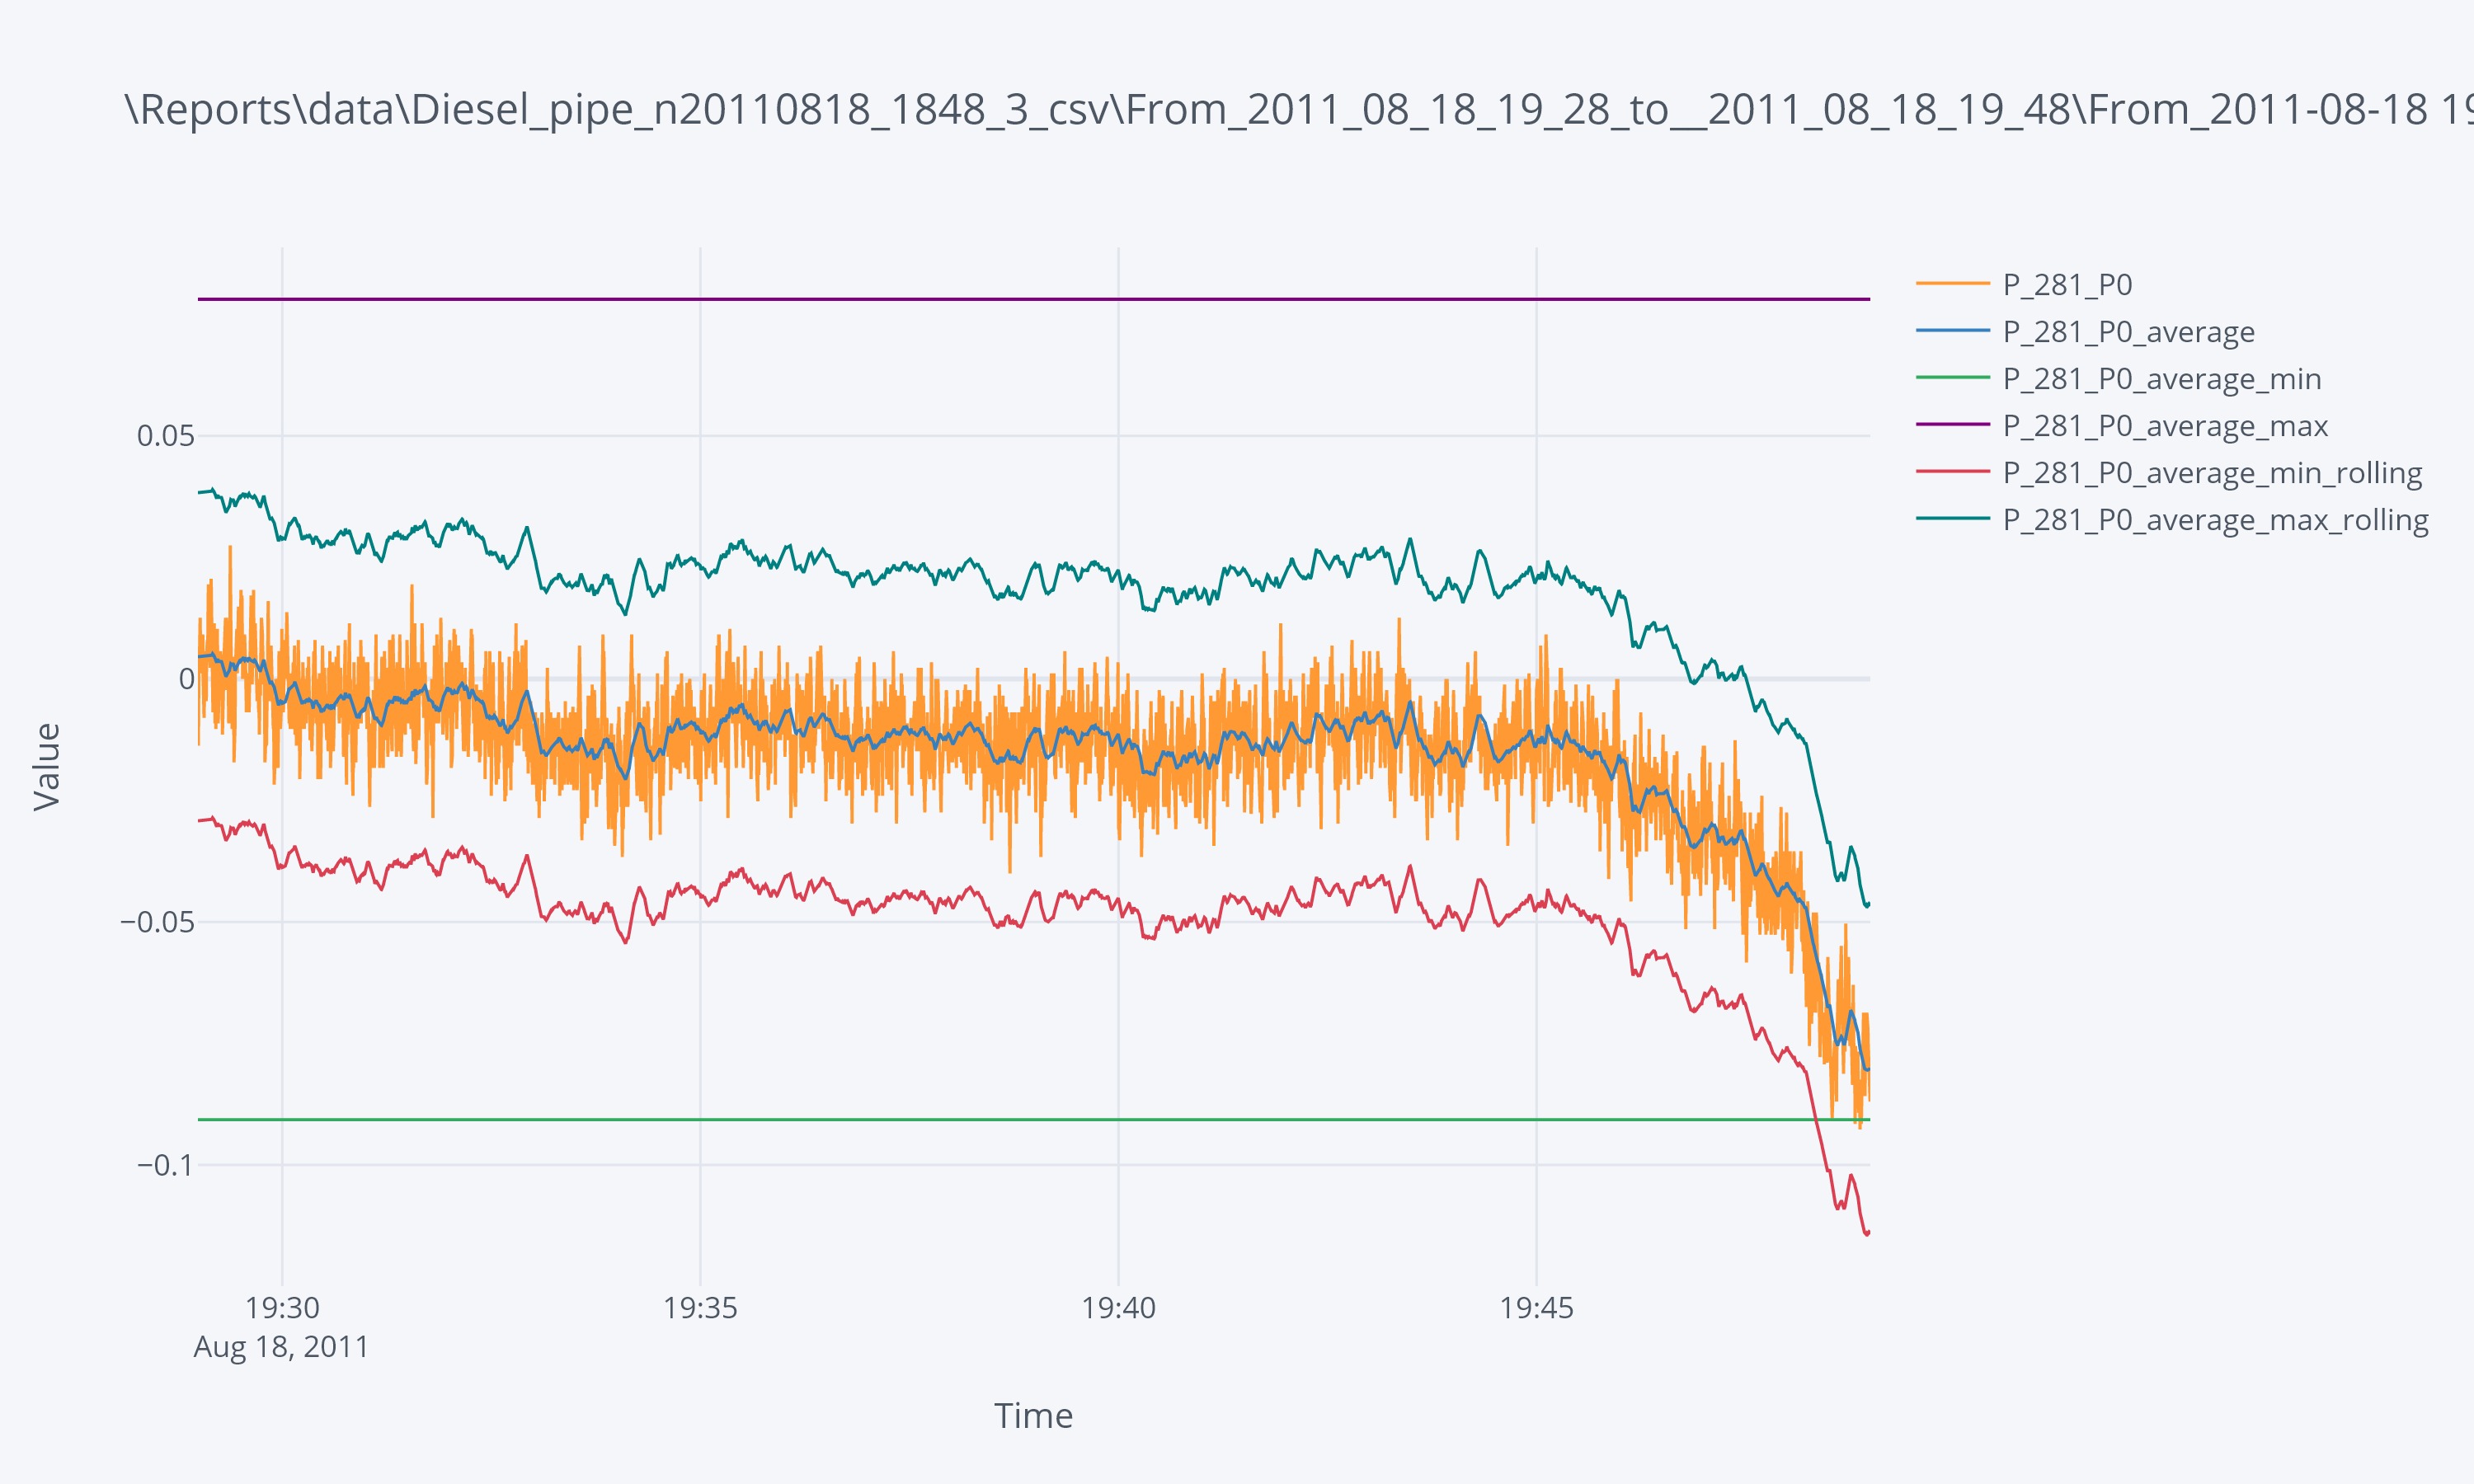 \Reports\data\Diesel_pipe_n20110818_1848_3_csv\From_2011_08_18_19_28_to__2011_08_18_19_48\From_2011-08-18 19
P_281_P0
P_281_P0_average
P_281_P0_average_min
P_281_P0_average_max
P_281_P0_average_min_rolling
P_281_P0_average_max_rolling
0.05
0
−0.05
−0.1
Value
19:30
19:35
19:40
19:45
Aug 18, 2011
Time